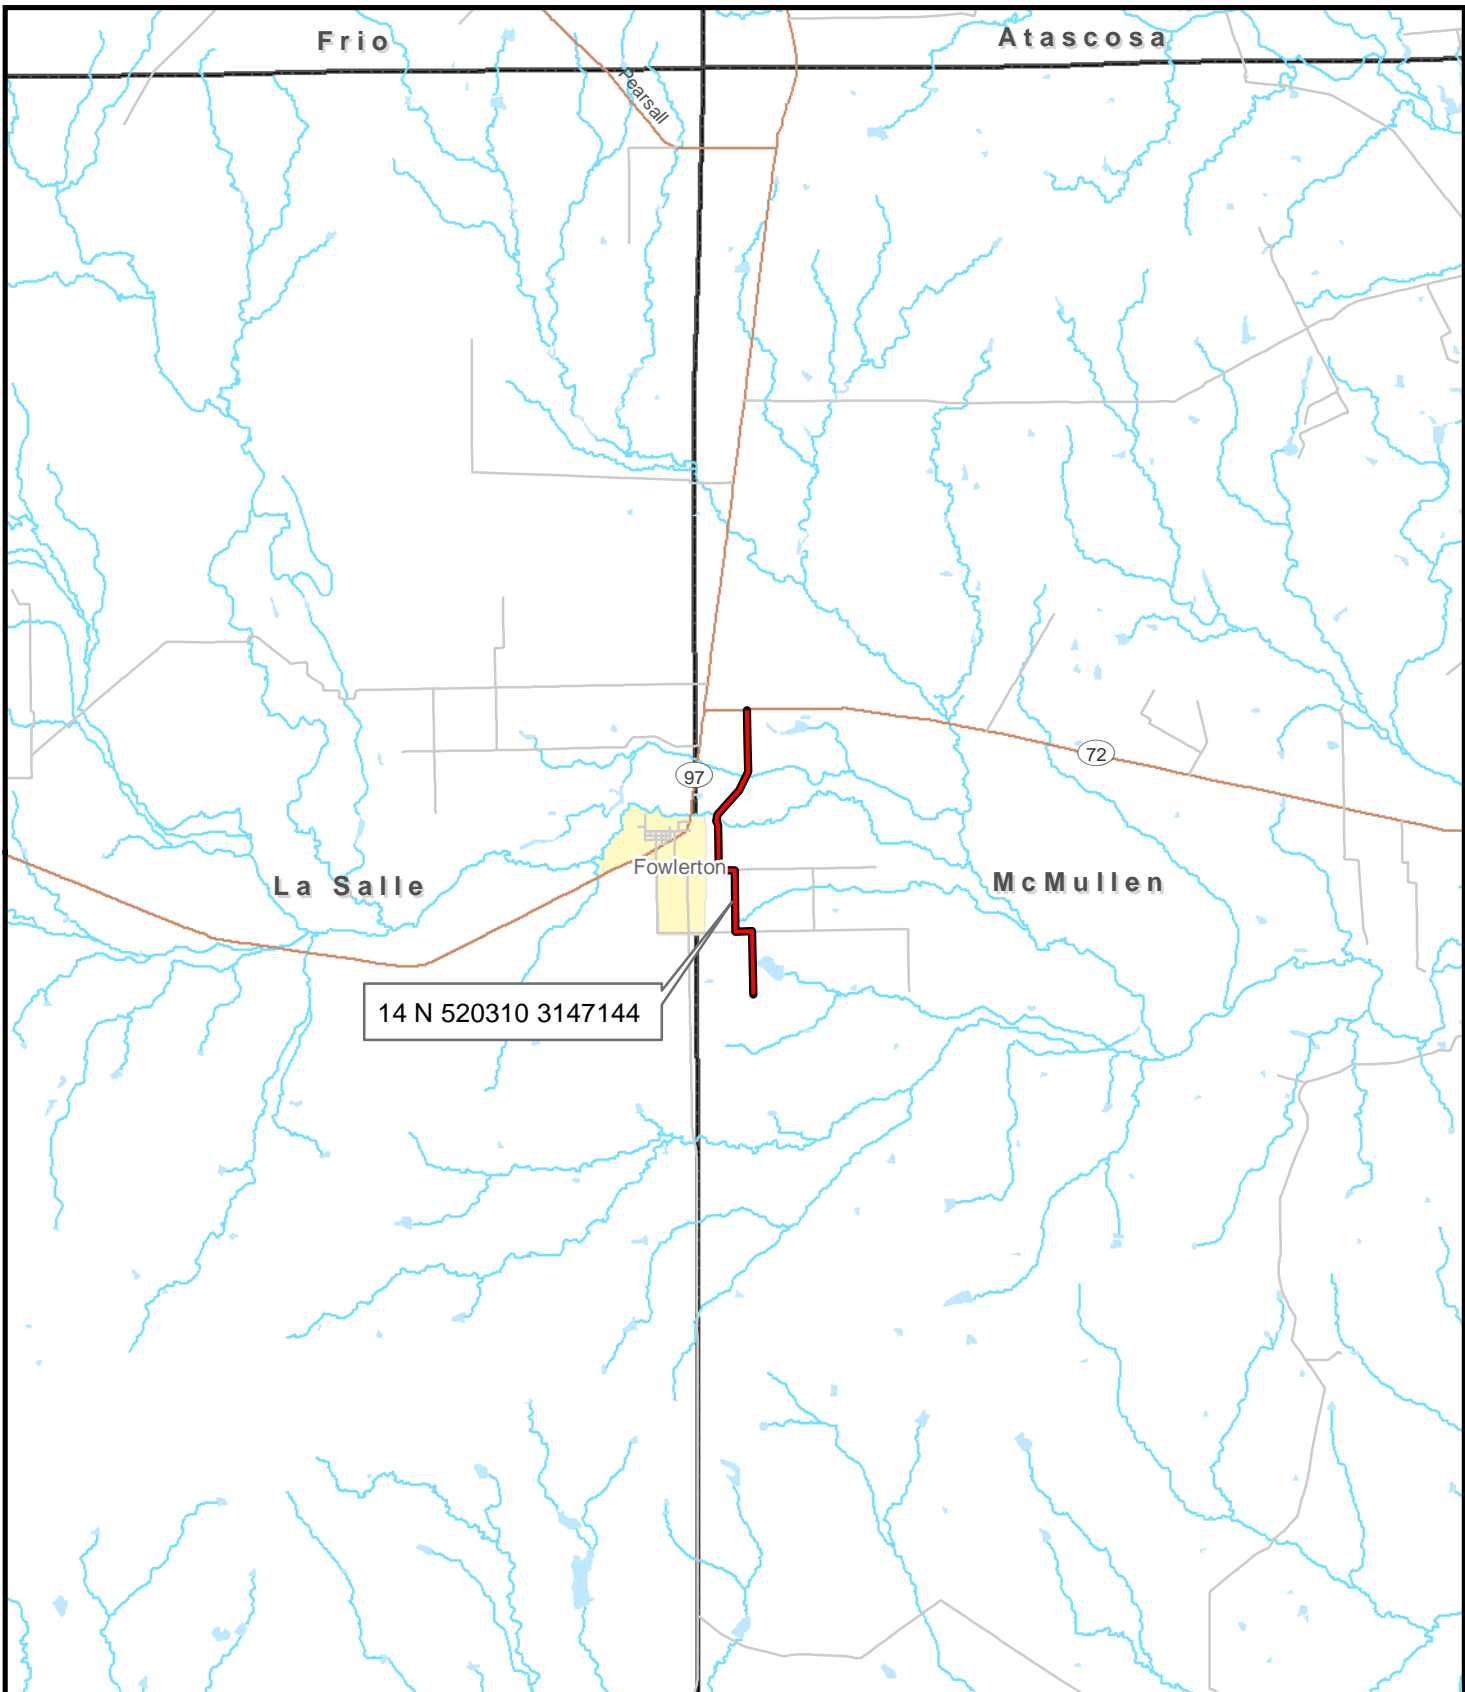 Frio
Atascosa
Pearsall
72
97
Fowlerton
La Salle
McMullen
14 N 520310 3147144